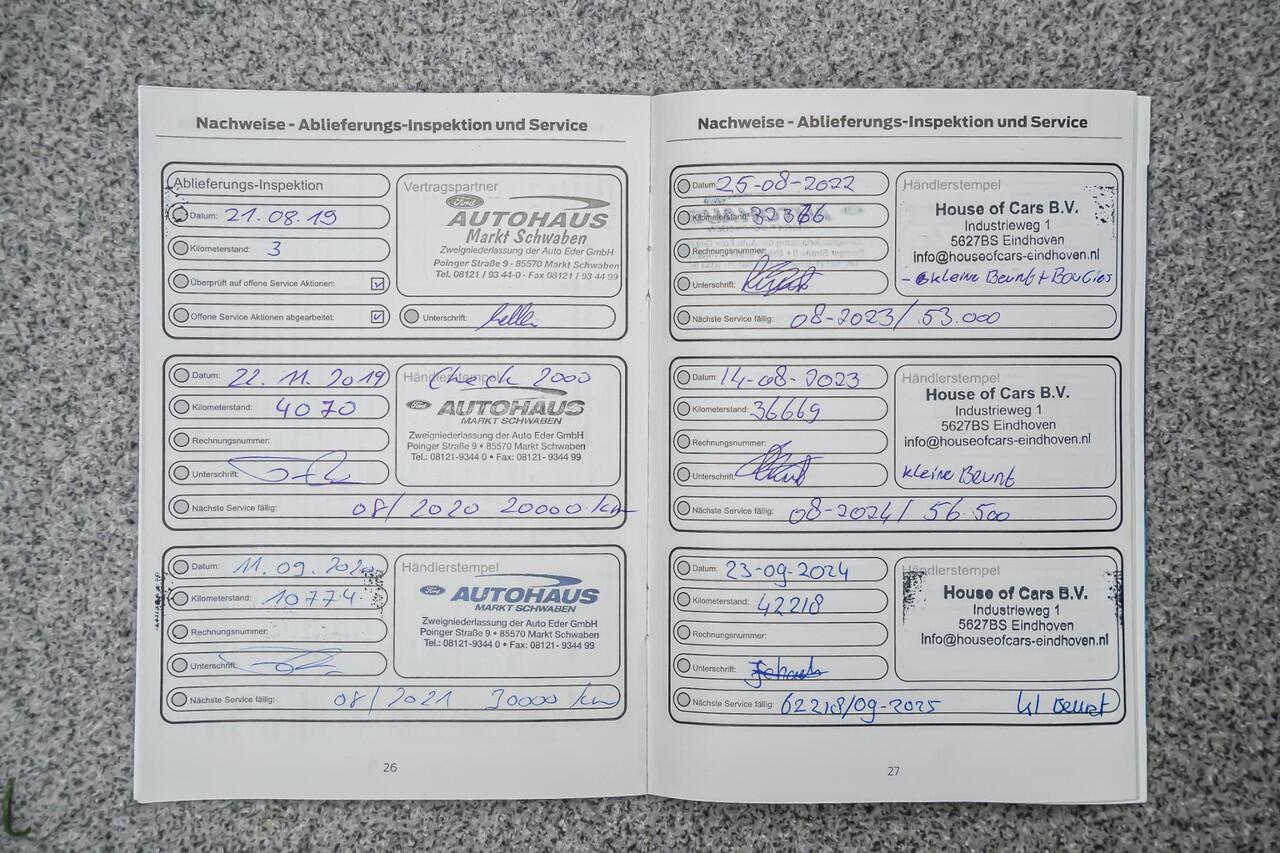 Nachweise - Ablieferungs-Inspektion und Service
Ablieferungs-Inspektion
Datum: 21.08.19
Kilometerstand: 3
Überprüft auf offene Service Aktionen:
Offene Service Aktionen abgearbeitet:
Vertragspartner
Ford
AUTOHAUS
Markt Schwaben
Zweigniederlassung der Auto Eder GmbH
Poinger Straße 9 · 85570 Markt Schwaben
Tel. 08121 / 93 44-0 · Fax 08121 / 93 44 99
Unterschrift:
Datum: 22. 11. 2019
Kilometerstand: 4070
Rechnungsnummer:
Unterschrift:
Händlerstempel
Check 2000
Ford AUTOHAUS
MARKT SCHWABEN
Zweigniederlassung der Auto Eder GmbH
Poinger Straße 9 • 85570 Markt Schwaben
Tel.: 08121-9344 0 • Fax: 08121- 9344 99
Nächste Service fällig: 08/2020 20000 km
Datum: 11. 09. 2020
Kilometerstand: 10774
Rechnungsnummer:
Unterschrift:
Händlerstempel
Ford AUTOHAUS
MARKT SCHWABEN
Zweigniederlassung der Auto Eder GmbH
Poinger Straße 9 • 85570 Markt Schwaben
Tel.: 08121-9344 0 • Fax: 08121- 9344 99
Nächste Service fällig: 08/2021 30000 km
26
Nachweise - Ablieferungs-Inspektion und Service
Datum: 25-08-2022
Kilometerstand:
Rechnungsnummer:
Unterschrift:
Händlerstempel
House of Cars B.V.
Industrieweg 1
5627BS Eindhoven
info@houseofcars-eindhoven.nl
- kleine Beurt + Bougies
Nächste Service fällig: 08-2023 / 53.000
Datum: 14-08-2023
Kilometerstand: 36669
Rechnungsnummer:
Unterschrift:
Händlerstempel
House of Cars B.V.
Industrieweg 1
5627BS Eindhoven
info@houseofcars-eindhoven.nl
kleine Beurt
Nächste Service fällig: 08-2024 / 56.500
Datum: 23-09-2024
Kilometerstand: 42218
Rechnungsnummer:
Unterschrift:
Händlerstempel
House of Cars B.V.
Industrieweg 1
5627BS Eindhoven
Info@houseofcars-eindhoven.nl
Nächste Service fällig: 62218/09-2025 kl beurt
27